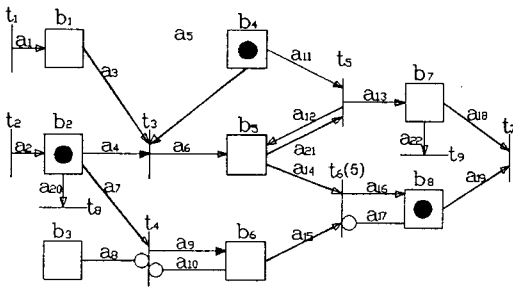 t₁
a₁
b₁
a₃
a₅
b₄
a₁₁
t₅
b₇
a₁₃
a₁₈
a₂₂
t₉
t₂
a₂
b₂
a₄
t₃
a₆
b₅
a₁₂
a₂₁
a₁₄
t₆(5)
a₁₆
b₈
a₁₇
a₁₉
a₂₀
t₈
a₇
b₃
a₈
t₄
a₉
a₁₀
b₆
a₁₅